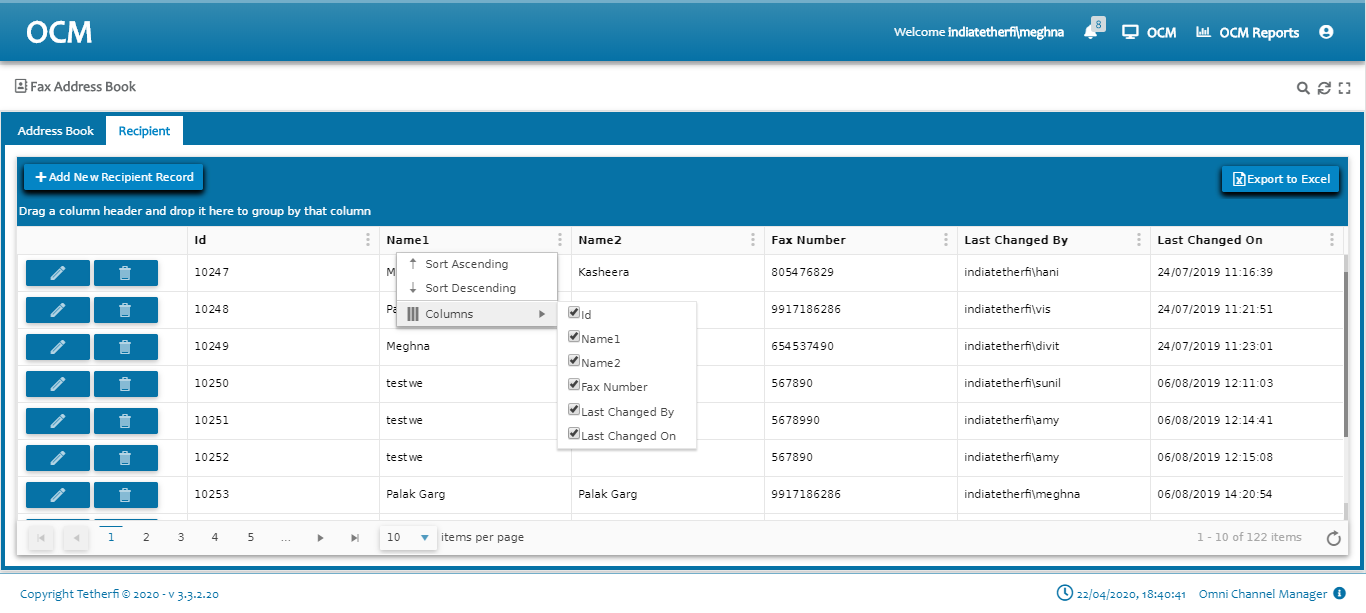 OCM
Welcome indiatetherfi\meghna 8 OCM OCM Reports
Fax Address Book
Address Book Recipient
Add New Recipient Record Export to Excel
Drag a column header and drop it here to group by that column
Id Name1 Name2 Fax Number Last Changed By Last Changed On
10247 Kasheera 805476829 indiatetherfi\hani 24/07/2019 11:16:39
10248 9917186286 indiatetherfi\vis 24/07/2019 11:21:51
10249 Meghna 654537490 indiatetherfi\divit 24/07/2019 11:23:01
10250 testwe 567890 indiatetherfi\sunil 06/08/2019 12:11:03
10251 testwe 5678990 indiatetherfi\amy 06/08/2019 12:14:41
10252 testwe 567890 indiatetherfi\amy 06/08/2019 12:15:08
10253 Palak Garg Palak Garg 9917186286 indiatetherfi\meghna 06/08/2019 14:20:54
Sort Ascending
Sort Descending
Columns
Id
Name1
Name2
Fax Number
Last Changed By
Last Changed On
1 2 3 4 5 ... 10 items per page 1 - 10 of 122 items
Copyright Tetherfi © 2020 - v 3.3.2.20 22/04/2020, 18:40:41 Omni Channel Manager